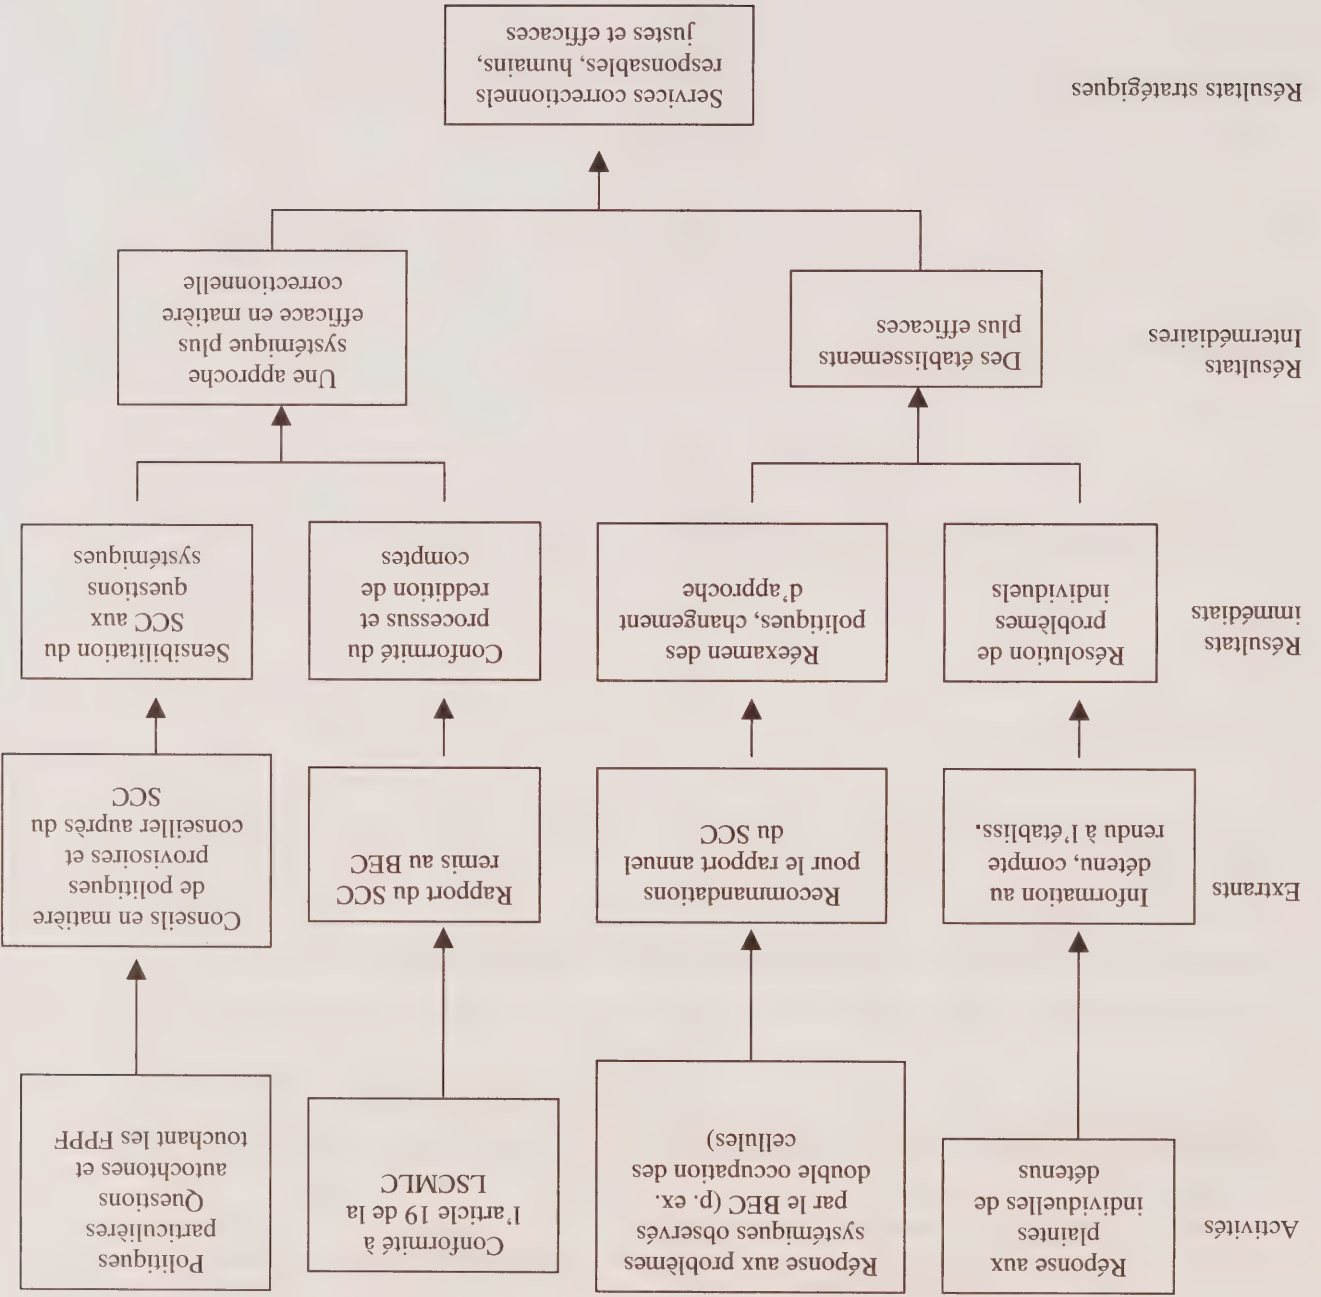 Activités
Réponse aux
plaintes
individuelles de
détenus
Réponse aux problèmes
systémiques observés
par le BEC (p. ex.
double occupation des
cellules)
Conformité à
l'article 19 de la
LSCMLC
Politiques
particulières
Questions
autochtones et
touchant les FPPF
Extrants
Information au
détenu, compte
rendu à l'établiss.
Recommandations
pour le rapport annuel
du SCC
Rapport du SCC
remis au BEC
Conseils en matière
de politiques
provisoires et
conseiller auprès du
SCC
Résultats
immédiats
Résolution de
problèmes
individuels
Réexamen des
politiques, changement
d'approche
Conformité du
processus et
reddition de
comptes
Sensibilitation du
SCC aux
questions
systémiques
Résultats
Intermédiaires
Des établissements
plus efficaces
Une approche
systémique plus
efficace en matière
correctionnelle
Résultats stratégiques
Services correctionnels
responsables, humains,
justes et efficaces